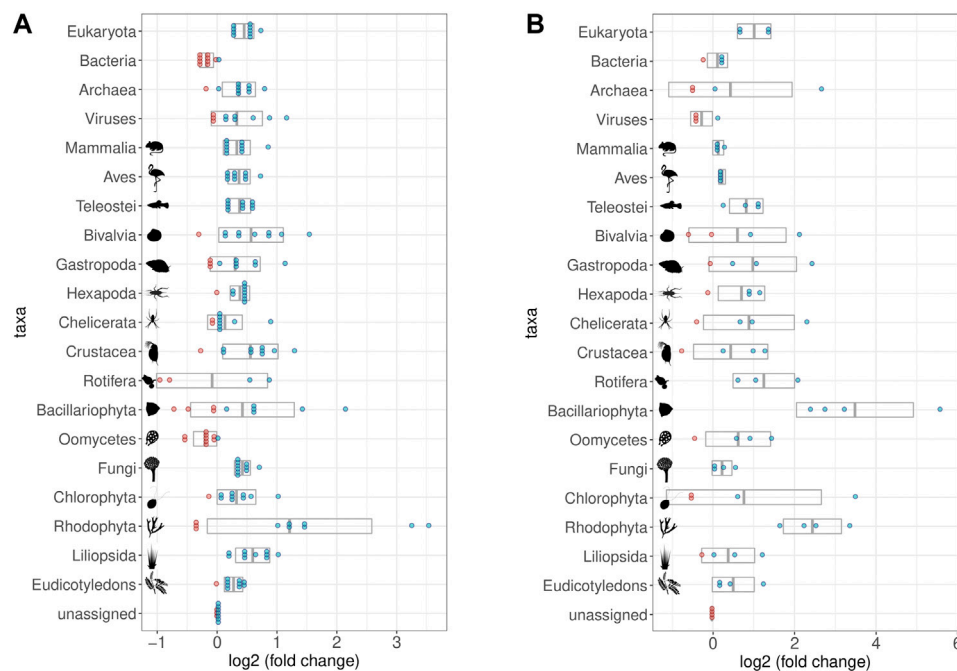 A
Eukaryota
Bacteria
Archaea
Viruses
Mammalia
Aves
Teleostei
Bivalvia
Gastropoda
Hexapoda
Chelicerata
Crustacea
Rotifera
Bacillariophyta
Oomycetes
Fungi
Chlorophyta
Rhodophyta
Liliopsida
Eudicotyledons
unassigned
taxa
−1 0 1 2 3
log2 (fold change)
B
Eukaryota
Bacteria
Archaea
Viruses
Mammalia
Aves
Teleostei
Bivalvia
Gastropoda
Hexapoda
Chelicerata
Crustacea
Rotifera
Bacillariophyta
Oomycetes
Fungi
Chlorophyta
Rhodophyta
Liliopsida
Eudicotyledons
unassigned
taxa
0 2 4 6
log2 (fold change)